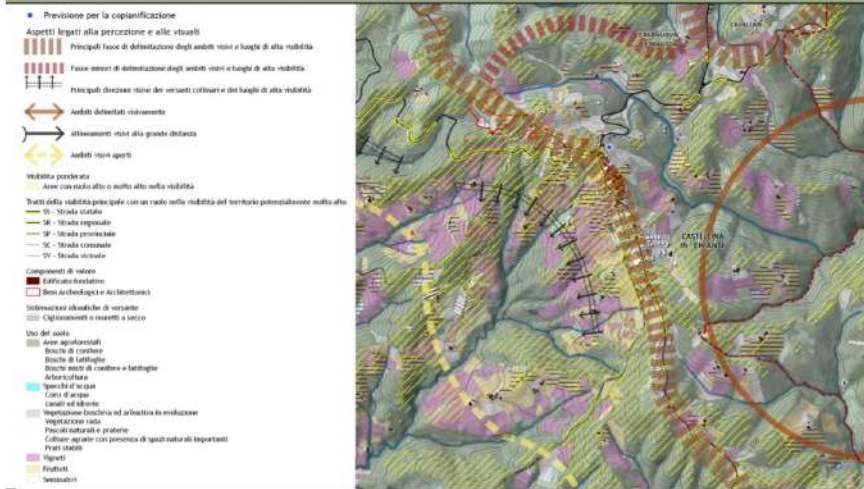 Previsione per la copianificazione
Aspetti legati alla percezione e alle visuali
Principali fasce di delimitazione degli ambiti visivi e luoghi di alta visibilità
Fasce minori di delimitazione degli ambiti visivi e luoghi di alta visibilità
Principali direzioni visive dei versanti collinari e dei luoghi di alta visibilità
Ambiti delimitati visivamente
Allineamenti visivi alla grande distanza
Ambiti visivi aperti
Visibilità ponderata
Aree con ruolo alto o molto alto nella visibilità
Tratti della viabilità principale con un ruolo nella visibilità del territorio potenzialmente molto alto
SS - Strada statale
SR - Strada regionale
SP - Strada provinciale
SC - Strada comunale
SV - Strada vicinale
Componenti di valore
Edificato fondativo
Beni Archeologici e Architettonici
Sistemazioni idrauliche di versante
Ciglionamenti o muretti a secco
Uso del suolo
Aree agroforestali
Boschi di conifere
Boschi di latifoglie
Boschi misti di conifere e latifoglie
Arboricoltura
Specchi d'acqua
Corsi d'acqua
canali ed idrovie
Vegetazione boschiva ed arbustiva in evoluzione
Vegetazione rada
Pascoli naturali e praterie
Colture agrarie con presenza di spazi naturali importanti
Prati stabili
Vigneti
Frutteti
Seminativi
CASTELLINA
IN CHIANTI